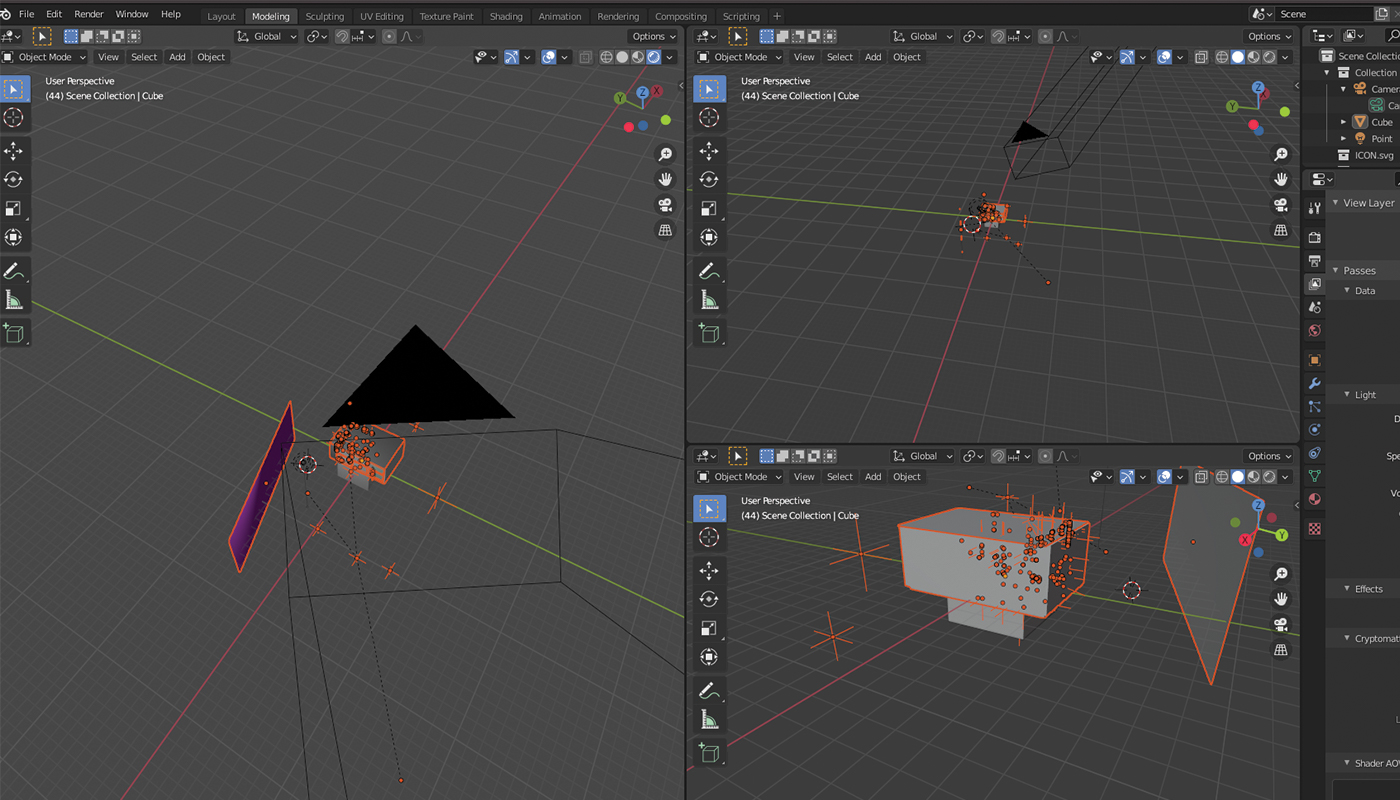 File Edit Render Window Help Layout Modeling Sculpting UV Editing Texture Paint Shading Animation Rendering Compositing Scripting + Scene
Global Options
Object Mode View Select Add Object
User Perspective
(44) Scene Collection | Cube
Z X Y
Global Options
Object Mode View Select Add Object
User Perspective
(44) Scene Collection | Cube
Z Y
Global Options
Object Mode View Select Add Object
User Perspective
(44) Scene Collection | Cube
Z Y X
Scene Collectio
Collection
Camer
Ca
Cube
Point
ICON.svg
View Layer
Passes
Data
Light
D
Spe
Vo
Effects
Cryptomat
Shader AO